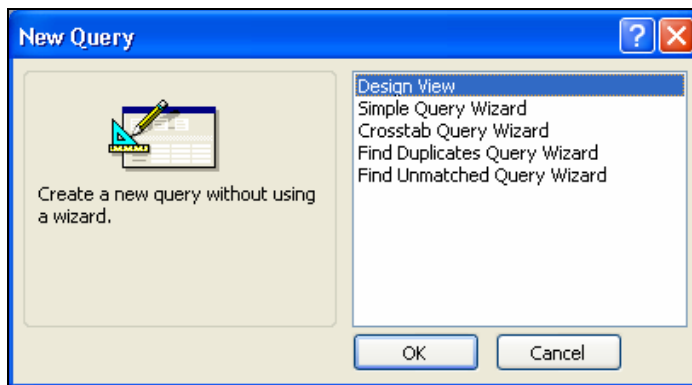 New Query
Create a new query without using
a wizard.
Design View
Simple Query Wizard
Crosstab Query Wizard
Find Duplicates Query Wizard
Find Unmatched Query Wizard
OK
Cancel